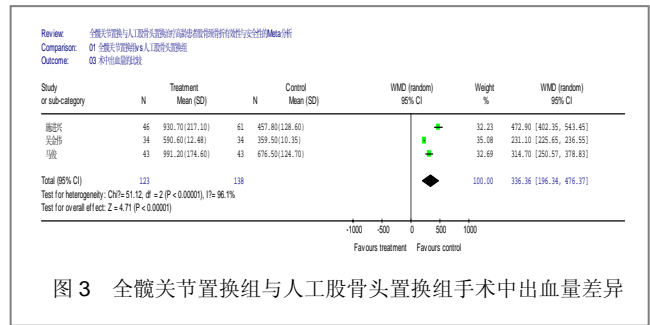 Review: 全髋关节置换与人工股骨头置换治疗高龄患者股骨颈骨折有效性与安全性的Meta分析
Comparison: 01 全髋关节置换组vs人工股骨头置换组
Outcome: 03 术中出血量的比较
Study Treatment Control WMD (random) Weight WMD (random)
or sub-category N Mean (SD) N Mean (SD) 95% CI % 95% CI
46 930.70(217.10) 61 457.80(128.60) 32.23 472.90 [402.35, 543.45]
吴金伟 34 590.60(12.48) 34 359.50(10.35) 35.08 231.10 [225.65, 236.55]
马俊 43 991.20(174.60) 43 676.50(124.70) 32.69 314.70 [250.57, 378.83]
Total (95% CI) 123 138 100.00 336.36 [196.34, 476.37]
Test for heterogeneity: Chi?= 51.12, df = 2 (P < 0.00001), I?= 96.1%
Test for overall effect: Z = 4.71 (P < 0.00001)
-1000 -500 0 500 1000
Favours treatment Favours control
图 3 全髋关节置换组与人工股骨头置换组手术中出血量差异